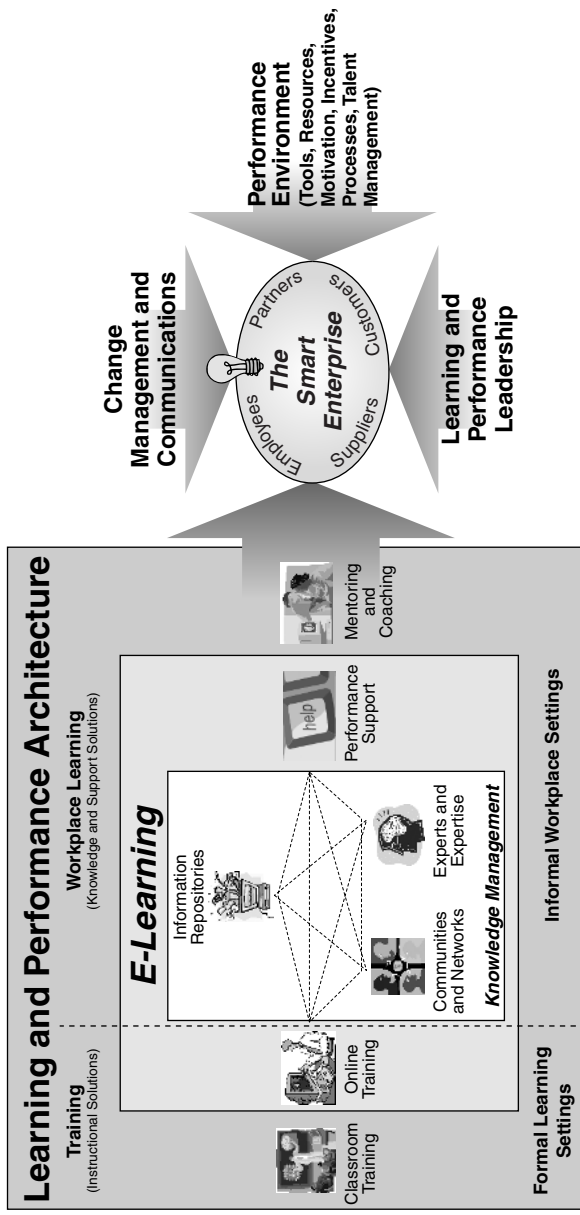 Learning and Performance Architecture
Training
(Instructional Solutions)
Workplace Learning
(Knowledge and Support Solutions)
E-Learning
Information
Repositories
Classroom
Training
Online
Training
Communities
and Networks
Experts and
Expertise
Knowledge Management
help
Performance
Support
Mentoring
and
Coaching
Formal Learning
Settings
Informal Workplace Settings
Change
Management and
Communications
Employees
Partners
The
Smart
Enterprise
Suppliers
Customers
Performance
Environment
(Tools, Resources,
Motivation, Incentives,
Processes, Talent
Management)
Learning and
Performance
Leadership